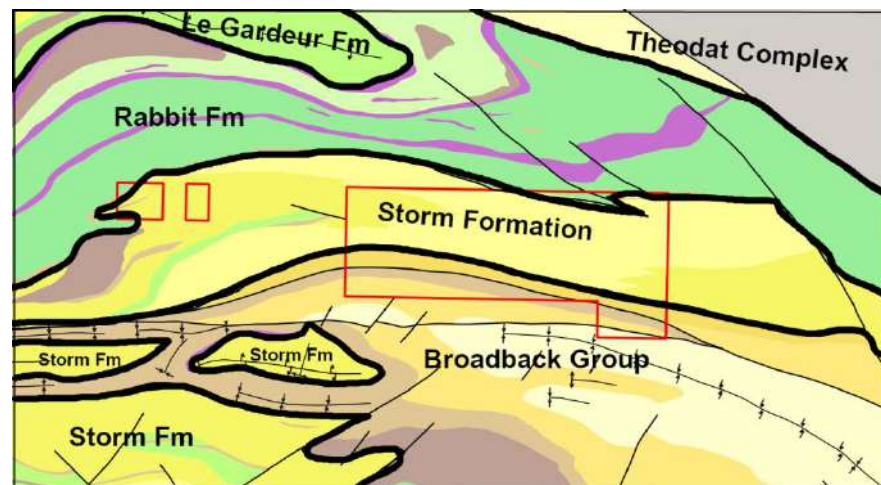 Le Gardeur Fm
Theodat Complex
Rabbit Fm
Storm Formation
Storm Fm
Storm Fm
Broadback Group
Storm Fm